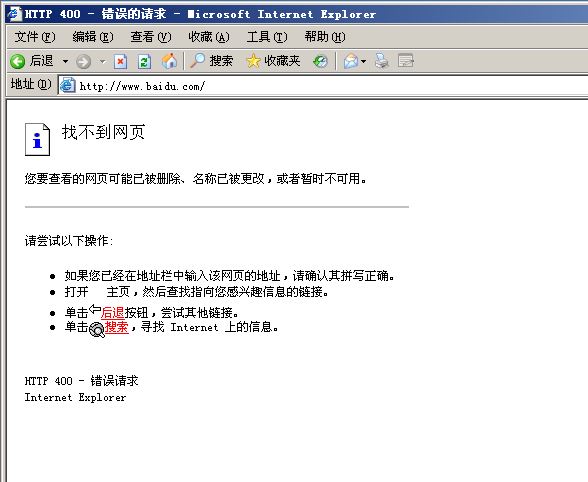 HTTP 400 - 错误的请求 - Microsoft Internet Explorer
文件(F) 编辑(E) 查看(V) 收藏(A) 工具(T) 帮助(H)
后退 搜索 收藏夹
地址(D) http://www.baidu.com/
找不到网页
您要查看的网页可能已被删除、名称已被更改，或者暂时不可用。
请尝试以下操作:
如果您已经在地址栏中输入该网页的地址，请确认其拼写正确。
打开 主页，然后查找指向您感兴趣信息的链接。
单击后退按钮，尝试其他链接。
单击搜索，寻找 Internet 上的信息。
HTTP 400 - 错误请求
Internet Explorer